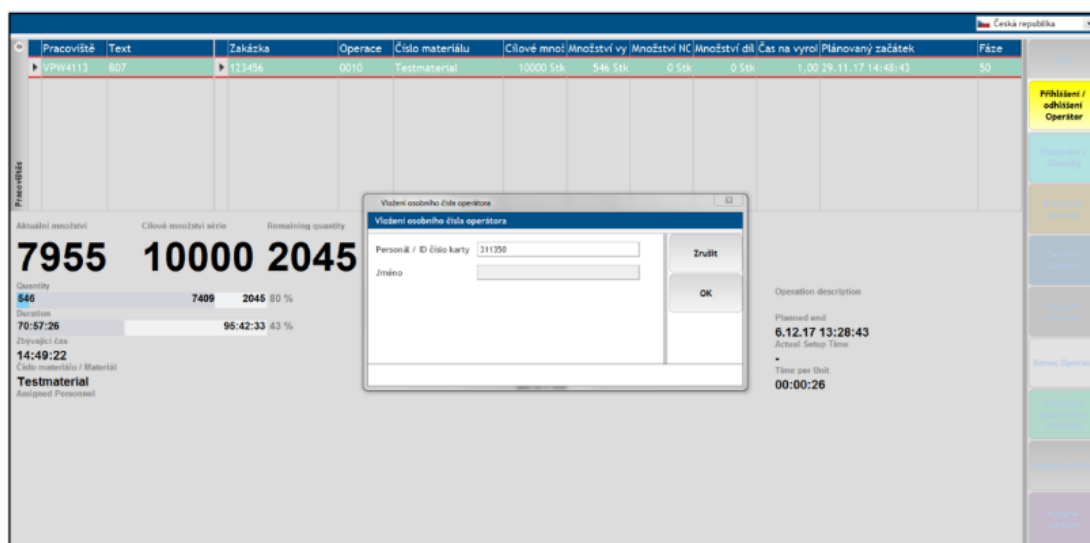 Česká republika
Pracoviště Text Zakázka Operace Číslo materiálu Cílové množ Množství vy Množství NC Množství díl Čas na vyrol Plánovaný začátek Fáze
VPW4113 B07 123456 0010 Testmaterial 10000 Stk 546 Stk 0 Stk 0 Stk 1,00 29.11.17 14:48:43 50
Přihlášení /
odhlášení
Operátor
Pracovištěs
Vložení osobního čísla operátora
Vložení osobního čísla operátora
Personál / ID číslo karty 311350
Jméno
Zrušit
OK
Aktuální množství Cílové množství série Remaining quantity
7955 10000 2045
Quantity
546 7409 2045 80 %
Duration
70:57:26 95:42:33 43 %
Zbývající čas
14:49:22
Číslo materiálu / Materiál
Testmaterial
Assigned Personnel
Operation description
Planned end
6.12.17 13:28:43
Actual Setup Time
-
Time per Unit
00:00:26
Konec Operac